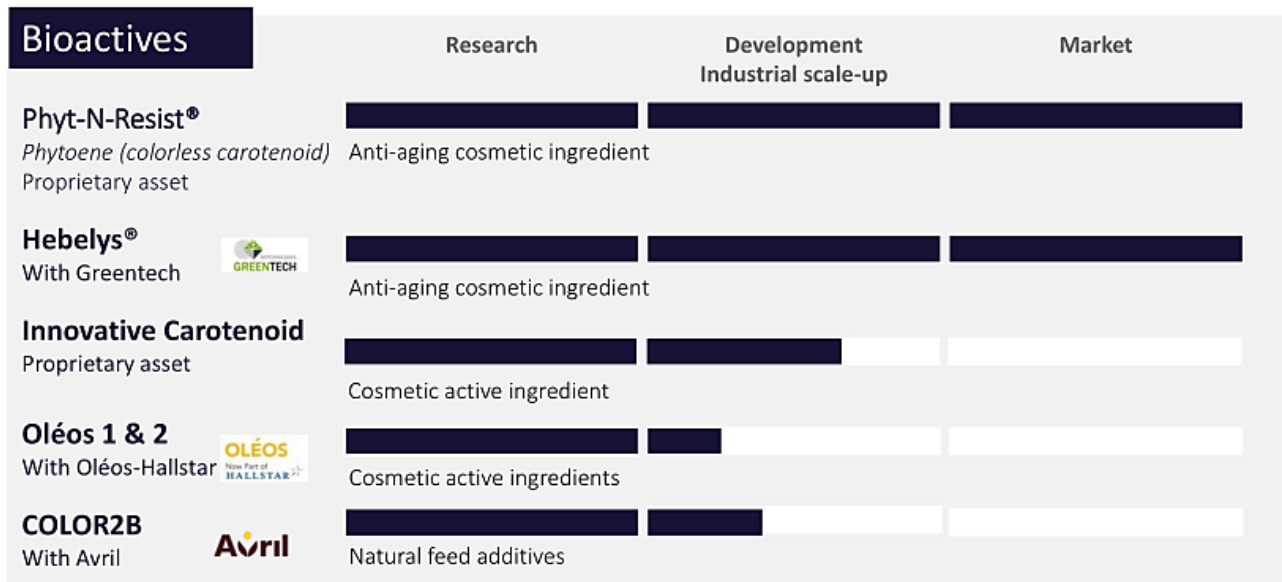 Bioactives
Research
Development
Industrial scale-up
Market
Phyt-N-Resist®
Phytoene (colorless carotenoid)
Proprietary asset
Anti-aging cosmetic ingredient
Hebelys®
With Greentech
GREENTECH
Anti-aging cosmetic ingredient
Innovative Carotenoid
Proprietary asset
Cosmetic active ingredient
Oléos 1 & 2
With Oléos-Hallstar
OLÉOS
Now Part of
HALLSTAR
Cosmetic active ingredients
COLOR2B
With Avril
Avril
Natural feed additives